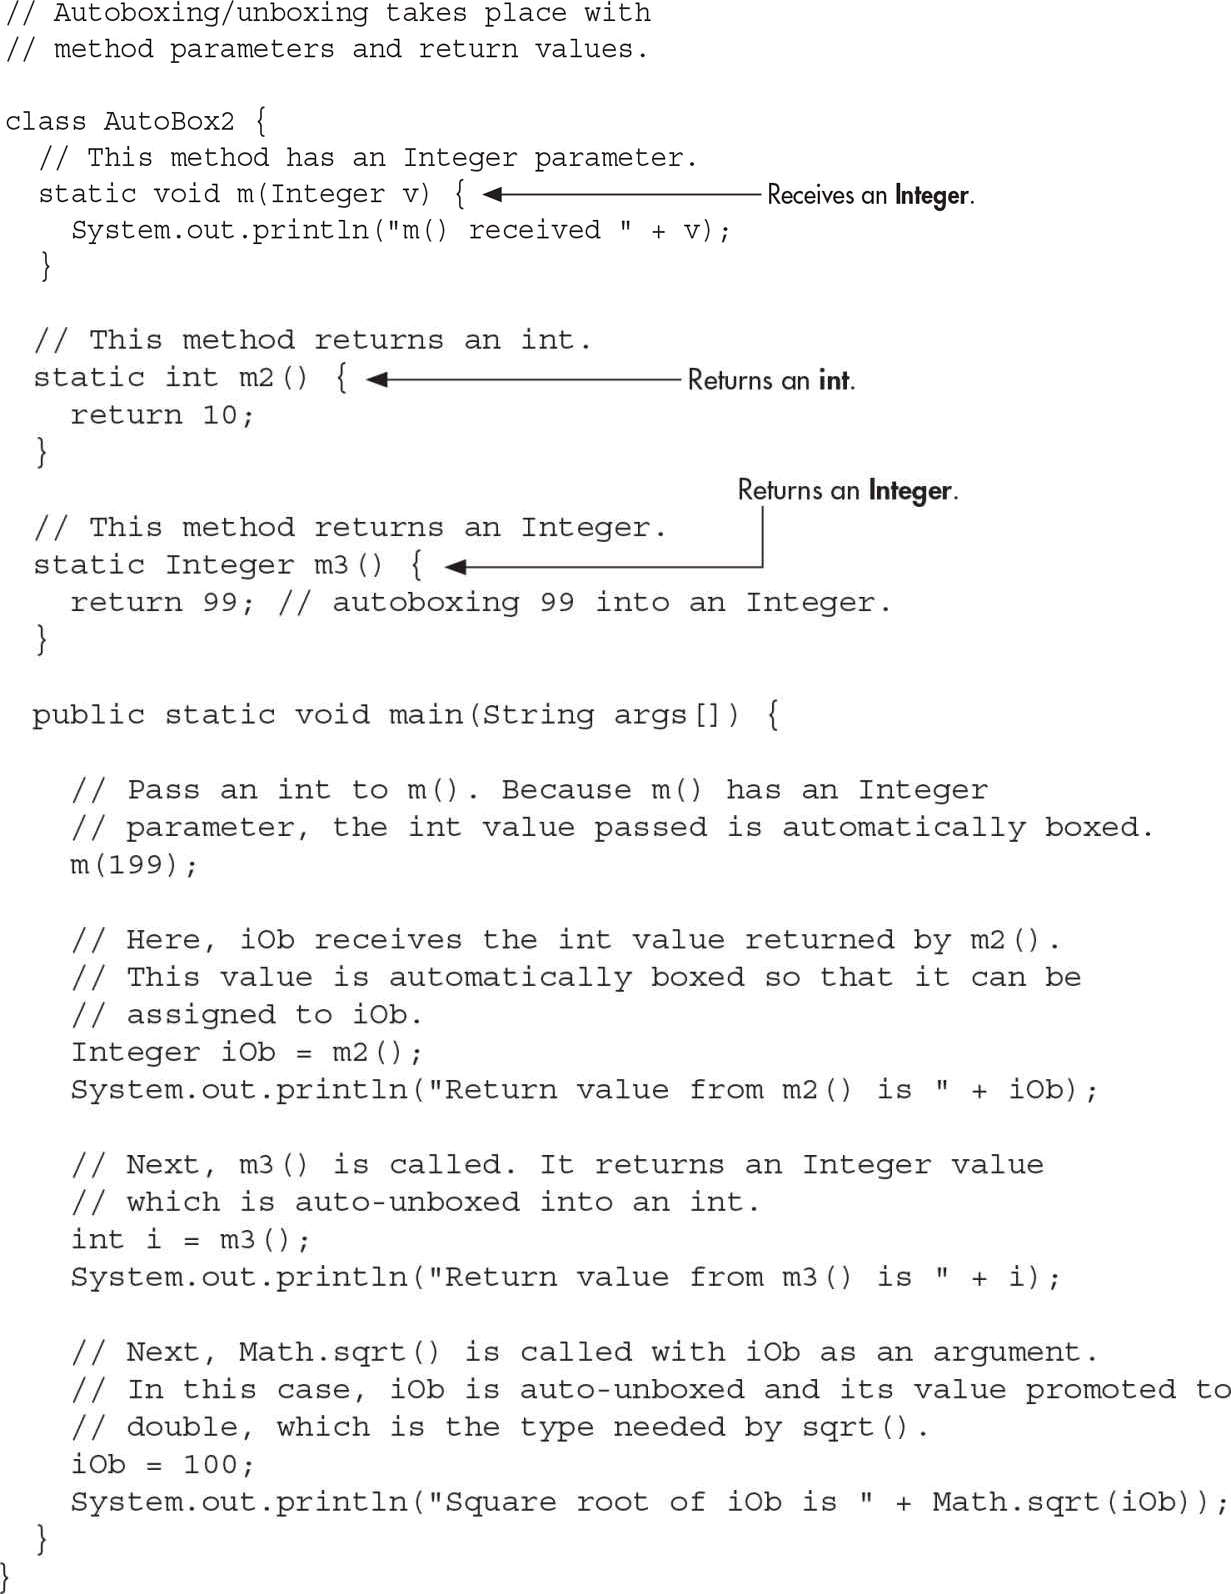 // Autoboxing/unboxing takes place with
// method parameters and return values.
class AutoBox2 {
// This method has an Integer parameter.
static void m(Integer v) { Receives an Integer.
System.out.println("m() received " + v);
}
// This method returns an int.
static int m2() { Returns an int.
return 10;
}
Returns an Integer.
// This method returns an Integer.
static Integer m3() {
return 99; // autoboxing 99 into an Integer.
}
public static void main(String args[]) {
// Pass an int to m(). Because m() has an Integer
// parameter, the int value passed is automatically boxed.
m(199);
// Here, iOb receives the int value returned by m2().
// This value is automatically boxed so that it can be
// assigned to iOb.
Integer iOb = m2();
System.out.println("Return value from m2() is " + iOb);
// Next, m3() is called. It returns an Integer value
// which is auto-unboxed into an int.
int i = m3();
System.out.println("Return value from m3() is " + i);
// Next, Math.sqrt() is called with iOb as an argument.
// In this case, iOb is auto-unboxed and its value promoted to
// double, which is the type needed by sqrt().
iOb = 100;
System.out.println("Square root of iOb is " + Math.sqrt(iOb));
}
}